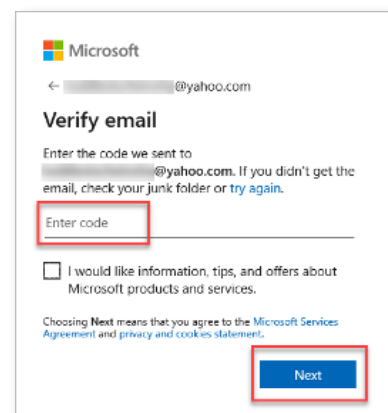 Microsoft
← @yahoo.com
Verify email
Enter the code we sent to
@yahoo.com. If you didn't get the
email, check your junk folder or try again.
Enter code
I would like information, tips, and offers about
Microsoft products and services.
Choosing Next means that you agree to the Microsoft Services
Agreement and privacy and cookies statement.
Next